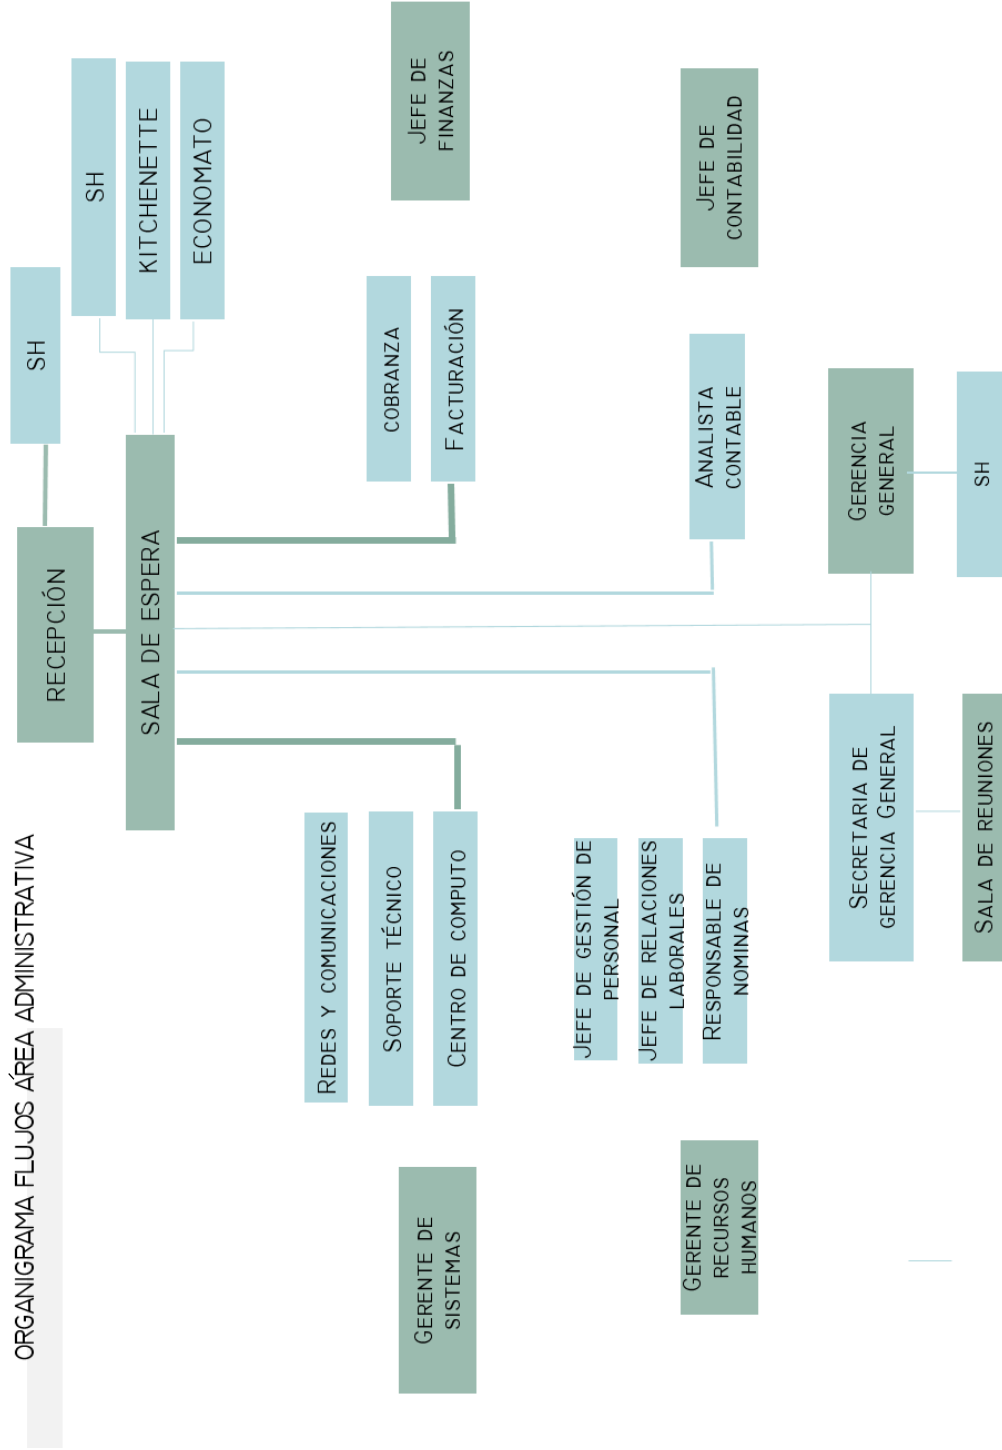 ORGANIGRAMA FLUJOS ÁREA ADMINISTRATIVA
RECEPCIÓN
SH
SALA DE ESPERA
SH
KITCHENETTE
ECONOMATO
REDES Y COMUNICACIONES
SOPORTE TÉCNICO
CENTRO DE COMPUTO
GERENTE DE
SISTEMAS
COBRANZA
FACTURACIÓN
JEFE DE
FINANZAS
JEFE DE GESTIÓN DE
PERSONAL
JEFE DE RELACIONES
LABORALES
RESPONSABLE DE
NOMINAS
GERENTE DE
RECURSOS
HUMANOS
ANALISTA
CONTABLE
JEFE DE
CONTABILIDAD
SECRETARIA DE
GERENCIA GENERAL
GERENCIA
GENERAL
SALA DE REUNIONES
SH